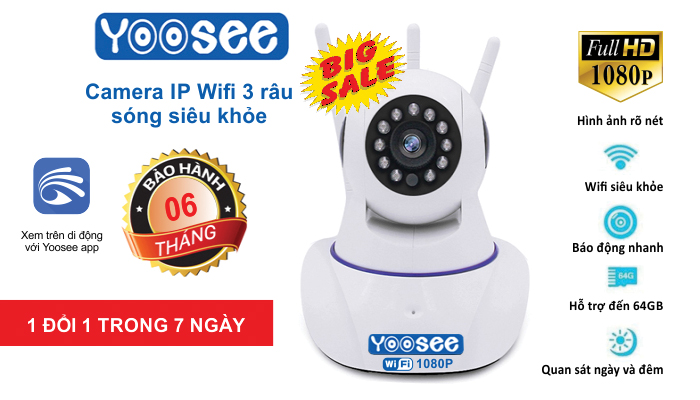 YOOSEE
Camera IP Wifi 3 râu
sóng siêu khỏe
BIG
SALE
Full HD
1080P
Hình ảnh rõ nét
Wifi siêu khỏe
Báo động nhanh
64G
Hỗ trợ đến 64GB
Quan sát ngày và đêm
Xem trên di động
với Yoosee app
BẢO HÀNH
06
THÁNG
1 ĐỔI 1 TRONG 7 NGÀY
YOOSEE
WiFi 1080P